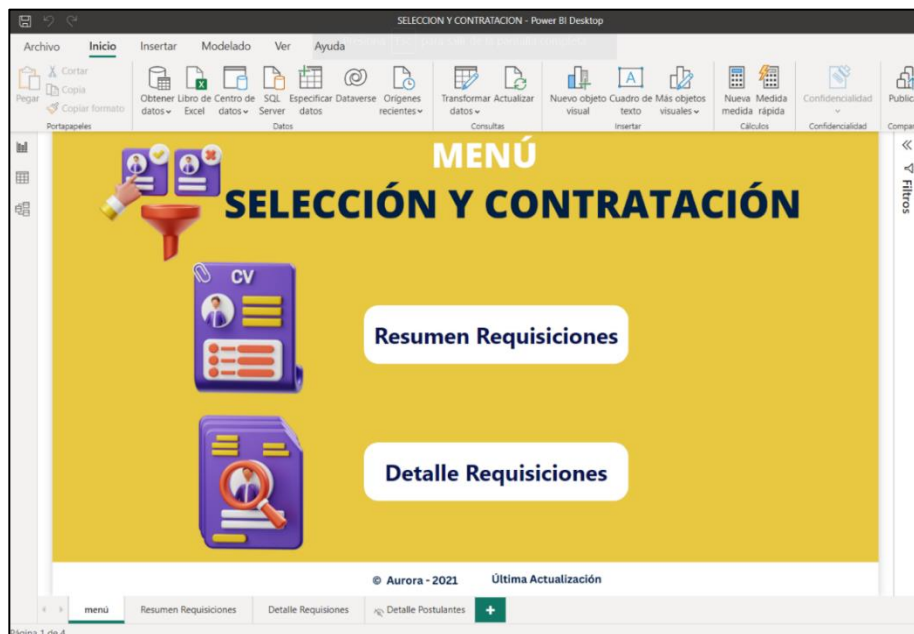 SELECCION Y CONTRATACION - Power BI Desktop
Archivo Inicio Insertar Modelado Ver Ayuda
Pegar
Cortar
Copia
Copiar formato
Portapapeles
Obtener datos
Libro de Excel
Centro de datos
SQL Server
Especificar datos
Dataverse
Orígenes recientes
Datos
Transformar datos
Actualizar
Consultas
Nuevo objeto visual
Cuadro de texto
Más objetos visuales
Insertar
Nueva medida
Medida rápida
Cálculos
Confidencialidad
Confidencialidad
Public
Compar
MENÚ
SELECCIÓN Y CONTRATACIÓN
Filtros
CV
Resumen Requisiciones
Detalle Requisiciones
© Aurora - 2021 Última Actualización
menú Resumen Requisiciones Detalle Requisiones Detalle Postulantes +
Página 1 de 4